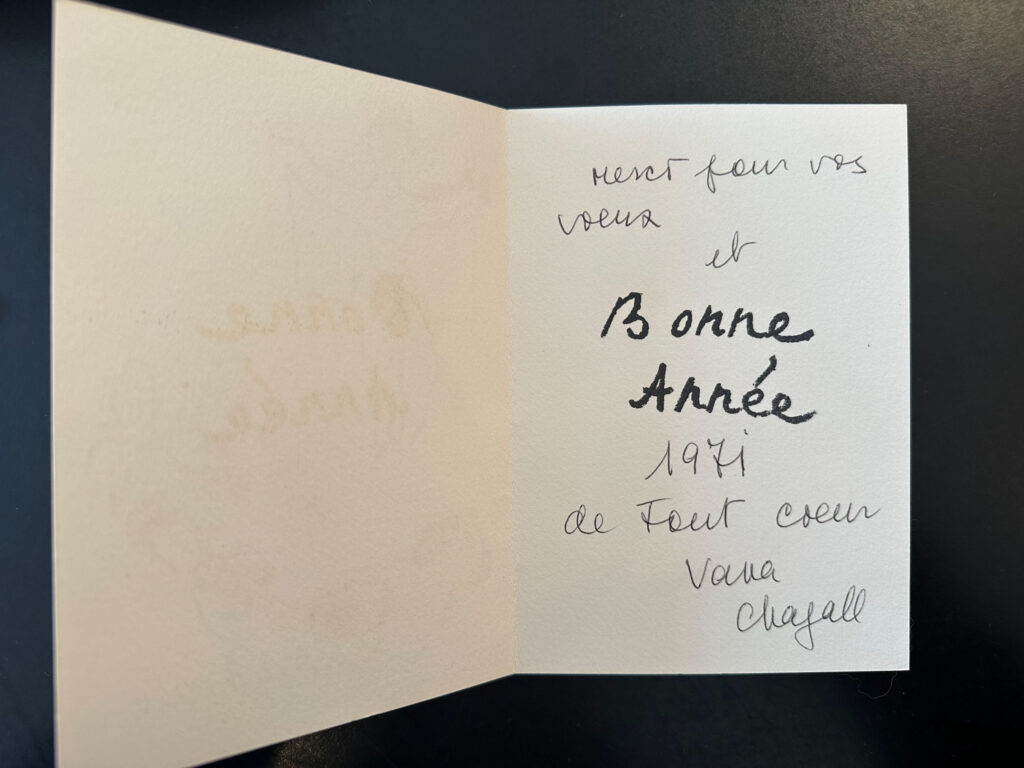 merci pour vos
voeux
et
Bonne
Année
1971
de tout coeur
Vava
Chagall